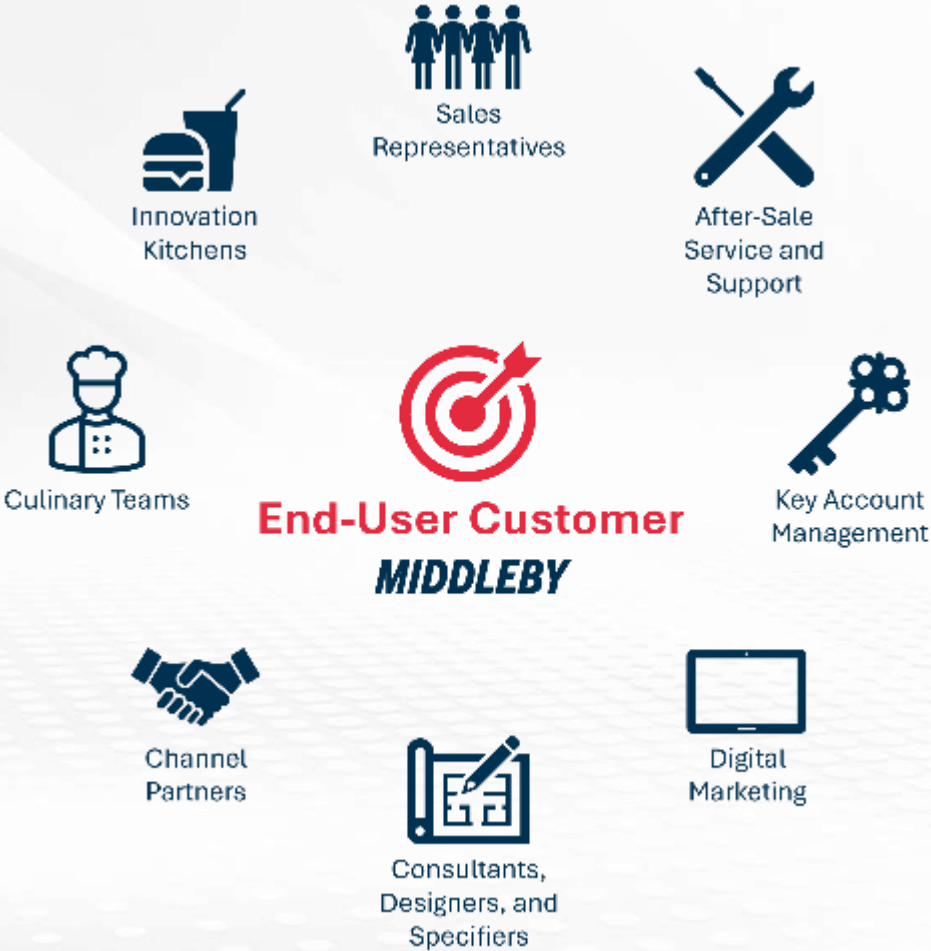 Sales
Representatives
Innovation
Kitchens
After-Sale
Service and
Support
Culinary Teams
End-User Customer
MIDDLEBY
Key Account
Management
Channel
Partners
Digital
Marketing
Consultants,
Designers, and
Specifiers